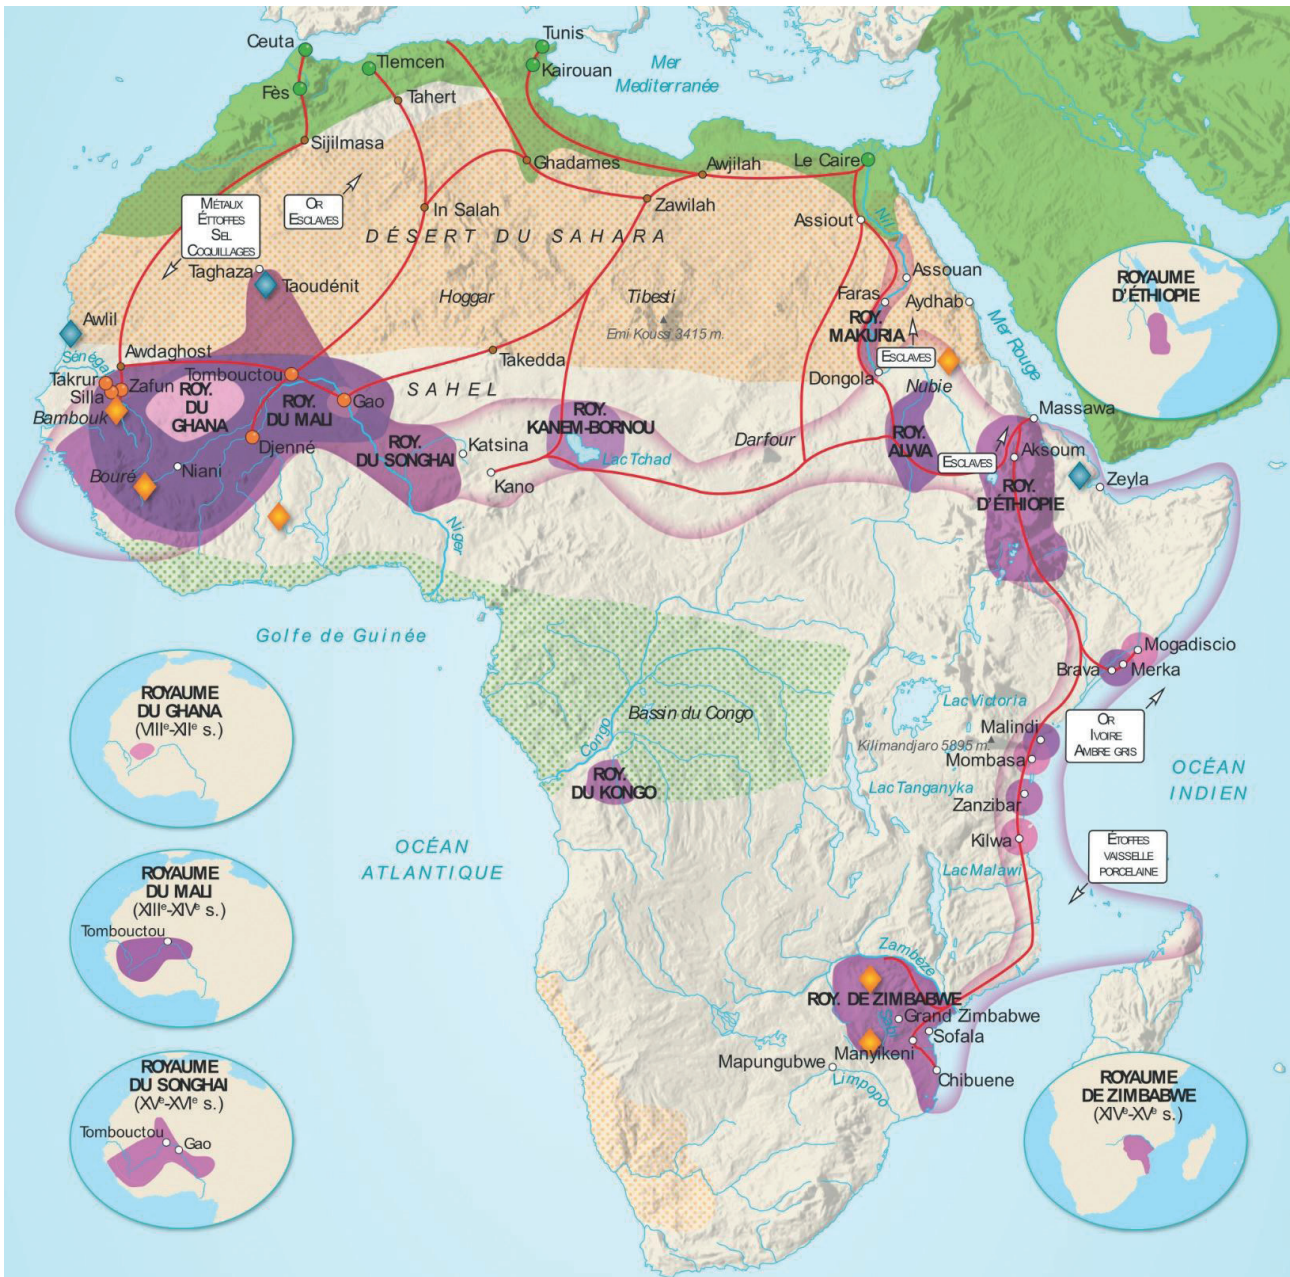 Ceuta
Tunis
Tlemcen
Kairouan
Mer
Mediterranée
Fès
Tahert
Sijilmasa
Ghadames
Awjilah
Le Caire
MÉTAUX
ÉTTOFFES
SEL
COQUILLAGES
OR
ESCLAVES
In Salah
Zawilah
Assiout
Nil
DÉSERT DU SAHARA
Taghaza
Taoudénit
Hoggar
Tibesti
Emi Koussi 3415 m.
Assouan
Faras
Aydhab
ROYAUME
D'ÉTHIOPIE
Awlil
ROY.
MAKURIA
Mer Rouge
Sénégal
Awdaghost
Takedda
ESCLAVES
Tombouctou
Dongola
Nubie
Takrur
Zafun
Silla
ROY.
DU
GHANA
ROY.
DU MALI
Gao
SAHEL
Bambouk
ROY.
KANEM-BORNOU
Massawa
Djenné
ROY.
DU SONGHAI
Katsina
Darfour
ROY.
ALWA
Aksoum
Lac Tchad
ESCLAVES
Bouré
Niani
Kano
ROY.
D'ÉTHIOPIE
Zeyla
Niger
Golfe de Guinée
Mogadiscio
Brava
Merka
ROYAUME
DU GHANA
(VIIIe-XIIe s.)
Lac Victoria
Bassin du Congo
Malindi
OR
IVOIRE
AMBRE GRIS
Congo
Kilimandjaro 5895 m.
Mombasa
OCÉAN
INDIEN
ROY.
DU KONGO
Lac Tanganyka
Zanzibar
Kilwa
ÉTOFFES
VAISSELLE
PORCELAINE
OCÉAN
ATLANTIQUE
Lac Malawi
ROYAUME
DU MALI
(XIIIe-XIVe s.)
Tombouctou
Zambèze
ROY. DE ZIMBABWE
Grand Zimbabwe
Sofala
Mapungubwe
Manyikeni
Limpopo
Chibuene
ROYAUME
DU SONGHAI
(XVe-XVIe s.)
Tombouctou
Gao
ROYAUME
DE ZIMBABWE
(XIVe-XVe s.)